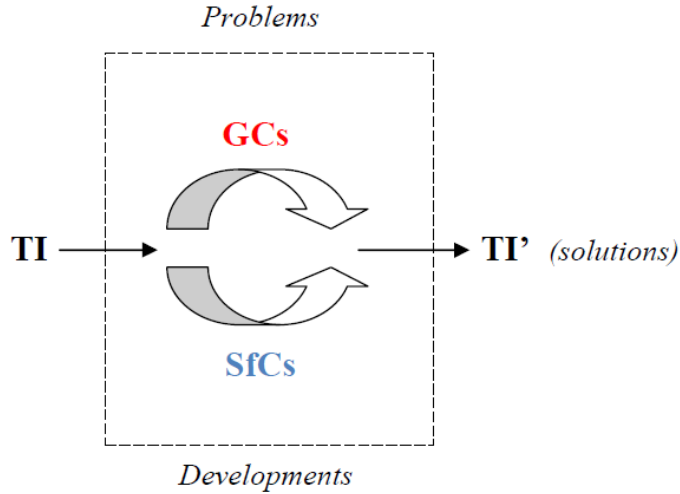 Problems
GCs
TI
TI’ (solutions)
SfCs
Developments